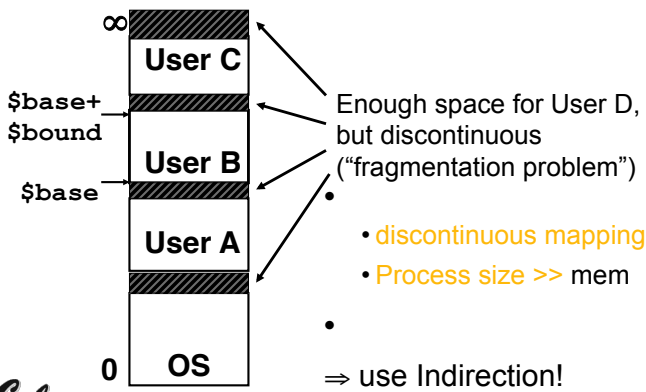 ∞
User C
$base+
$bound
User B
$base
User A
0
OS
Enough space for User D,
but discontinuous
(“fragmentation problem”)
•
• discontinuous mapping
• Process size >> mem
•
⇒ use Indirection!